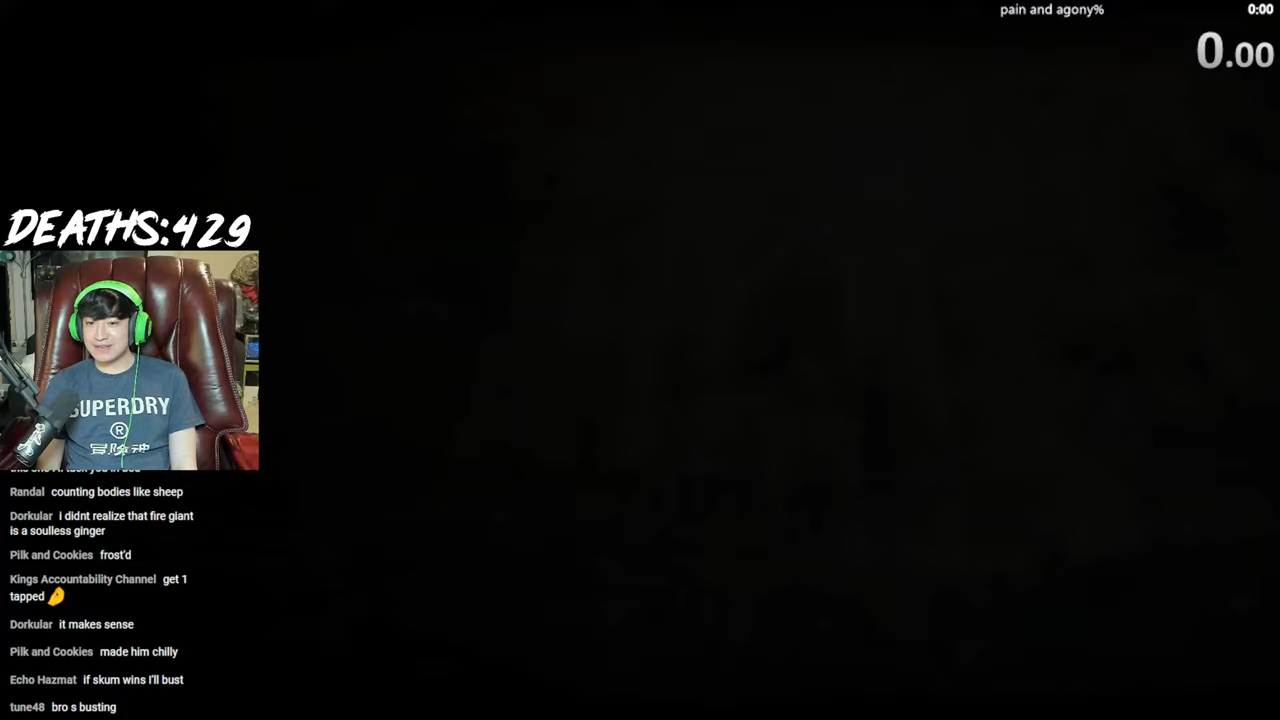 pain and agony% 0:00
0.00
DEATHS:429
SUPERDRY
®
冒険魂
Randal counting bodies like sheep
Dorkular i didnt realize that fire giant
is a soulless ginger
Pilk and Cookies frost'd
Kings Accountability Channel get 1
tapped
Dorkular it makes sense
Pilk and Cookies made him chilly
Echo Hazmat if skum wins I'll bust
tune48 bro s busting